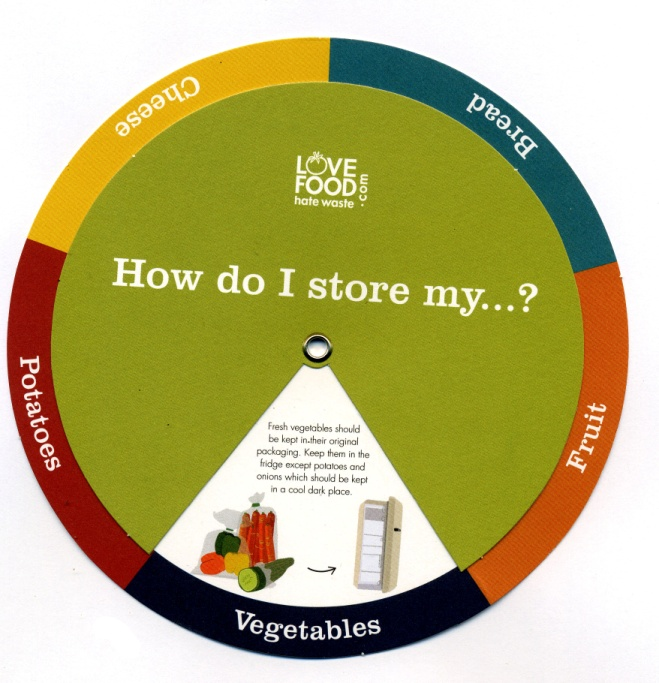 Cheese
Bread
LOVE
FOOD
.com
hate waste
How do I store my...?
Potatoes
Fruit
Fresh vegetables should
be kept in their original
packaging. Keep them in the
fridge except potatoes and
onions which should be kept
in a cool dark place.
Vegetables